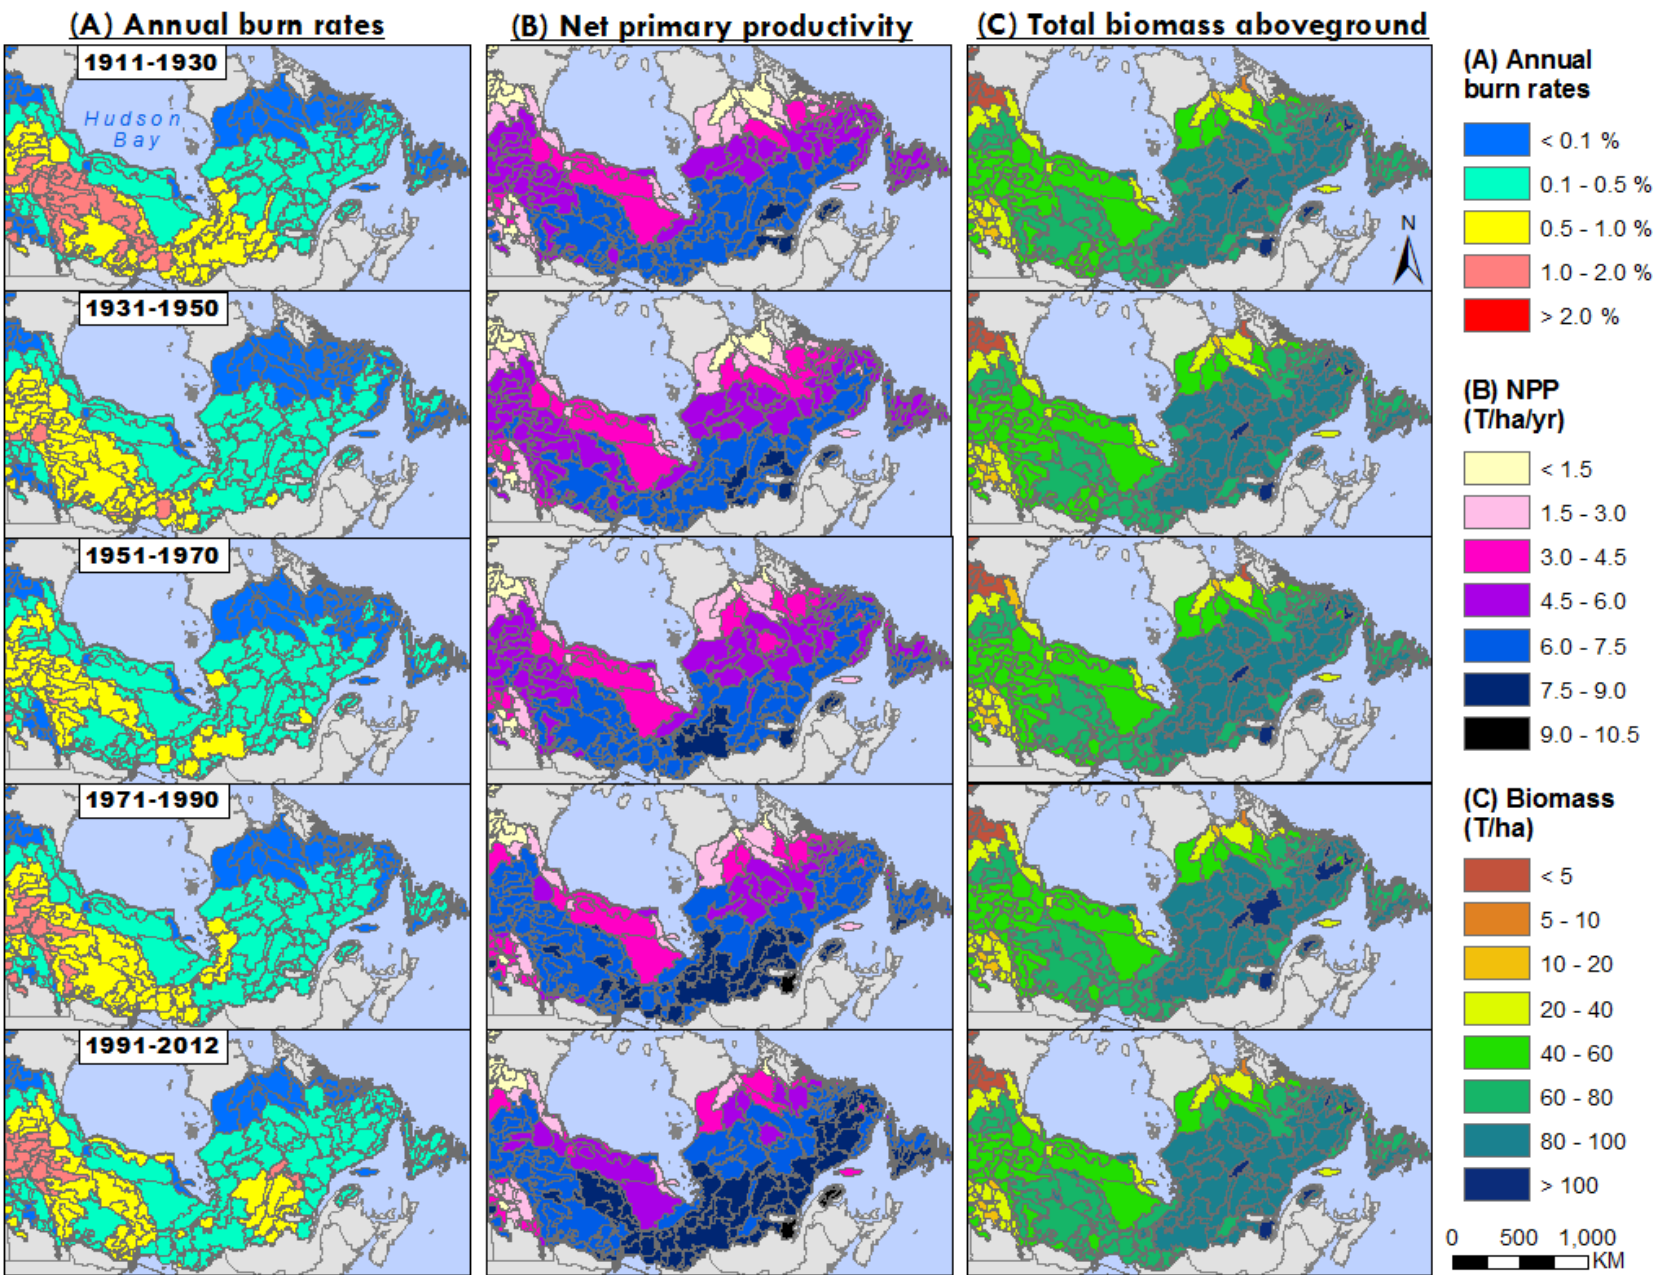 (A) Annual burn rates
(B) Net primary productivity
(C) Total biomass aboveground
1911-1930
Hudson
Bay
N
1931-1950
1951-1970
1971-1990
1991-2012
(A) Annual
burn rates
< 0.1 %
0.1 - 0.5 %
0.5 - 1.0 %
1.0 - 2.0 %
> 2.0 %
(B) NPP
(T/ha/yr)
< 1.5
1.5 - 3.0
3.0 - 4.5
4.5 - 6.0
6.0 - 7.5
7.5 - 9.0
9.0 - 10.5
(C) Biomass
(T/ha)
< 5
5 - 10
10 - 20
20 - 40
40 - 60
60 - 80
80 - 100
> 100
0 500 1,000
KM